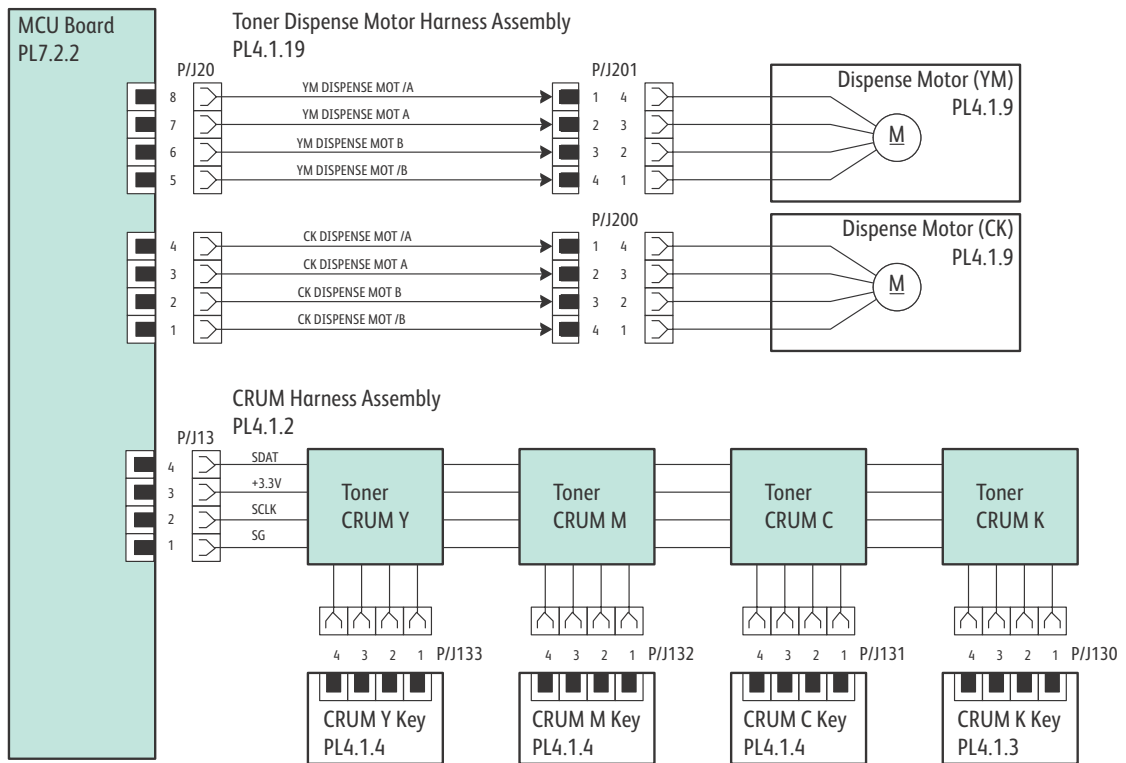 MCU Board
PL7.2.2
Toner Dispense Motor Harness Assembly
PL4.1.19
P/J20
8 YM DISPENSE MOT /A
7 YM DISPENSE MOT A
6 YM DISPENSE MOT B
5 YM DISPENSE MOT /B
P/J201
1 4
2 3
3 2
4 1
Dispense Motor (YM)
PL4.1.9
M
4 CK DISPENSE MOT /A
3 CK DISPENSE MOT A
2 CK DISPENSE MOT B
1 CK DISPENSE MOT /B
P/J200
1 4
2 3
3 2
4 1
Dispense Motor (CK)
PL4.1.9
M
CRUM Harness Assembly
PL4.1.2
P/J13
4 SDAT
3 +3.3V
2 SCLK
1 SG
Toner
CRUM Y
Toner
CRUM M
Toner
CRUM C
Toner
CRUM K
4 3 2 1 P/J133
4 3 2 1 P/J132
4 3 2 1 P/J131
4 3 2 1 P/J130
CRUM Y Key
PL4.1.4
CRUM M Key
PL4.1.4
CRUM C Key
PL4.1.4
CRUM K Key
PL4.1.3